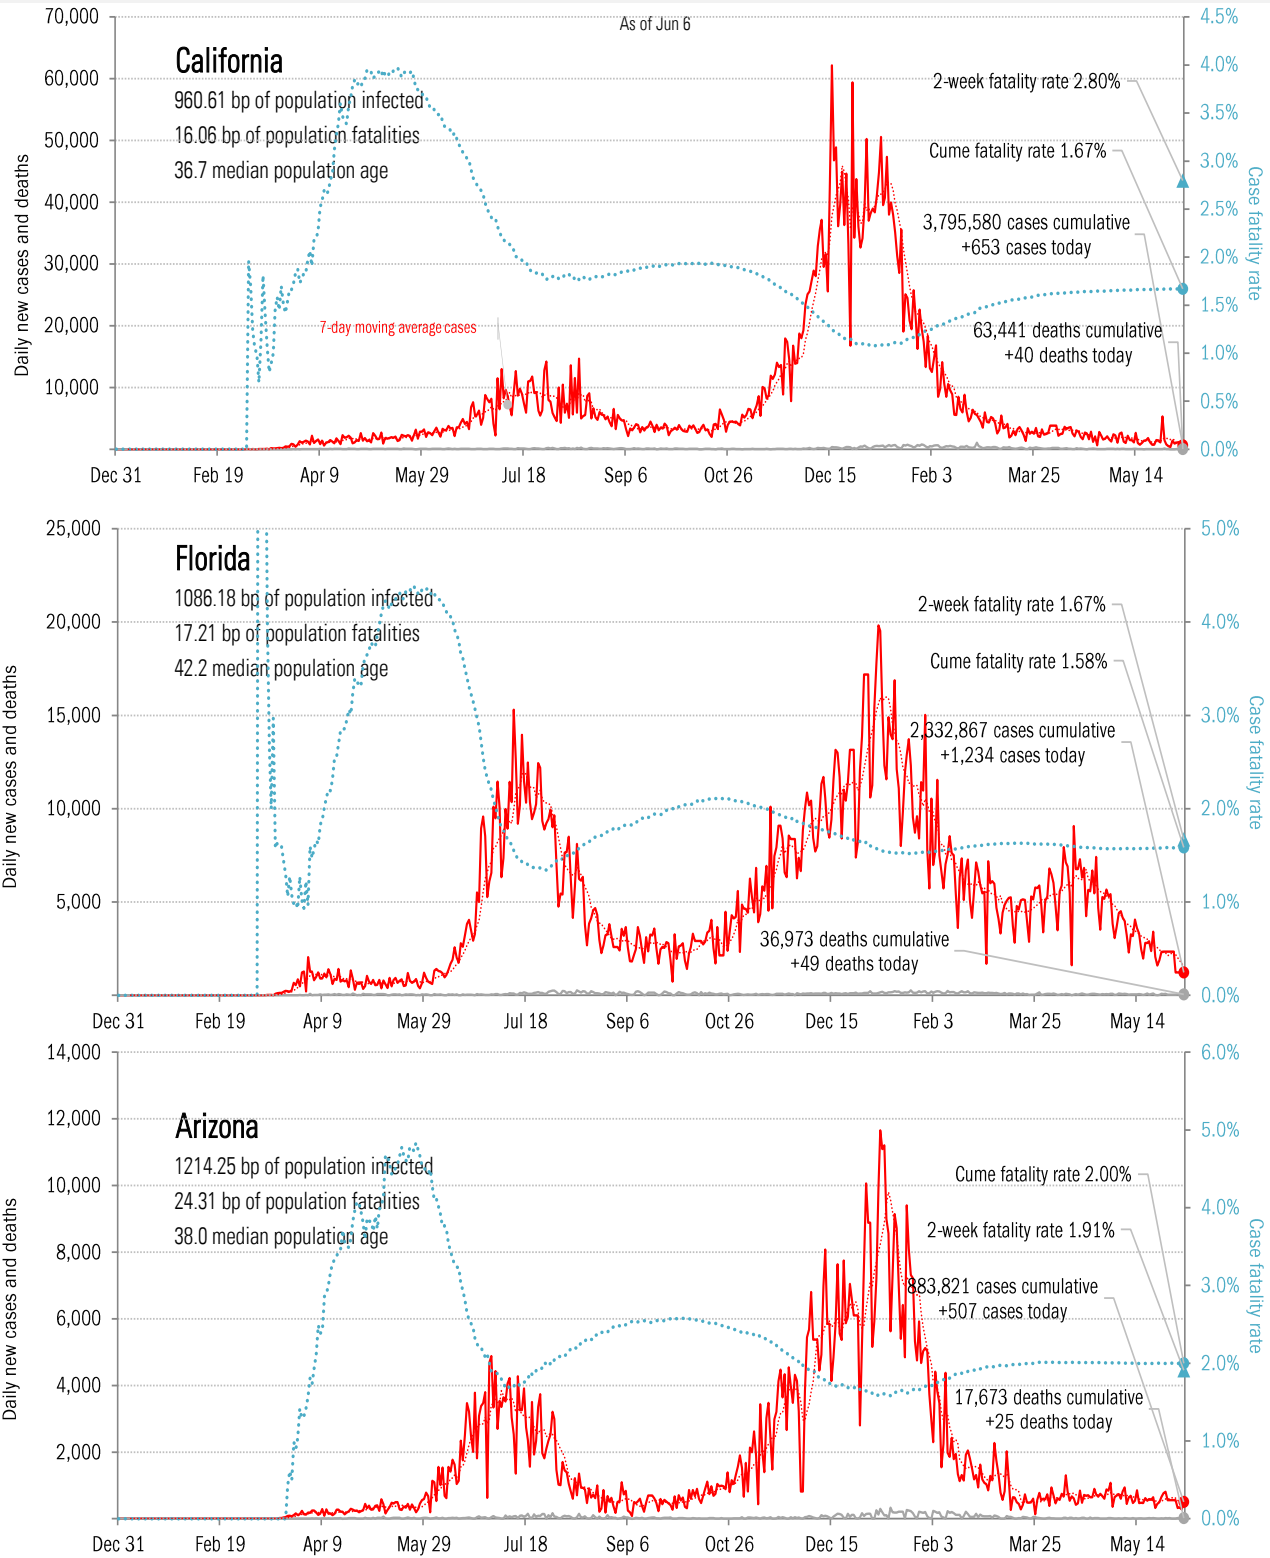 As of Jun 6
California
960.61 bp of population infected
16.06 bp of population fatalities
36.7 median population age
Daily new cases and deaths
70,000
60,000
50,000
40,000
30,000
20,000
10,000
7-day moving average cases
2-week fatality rate 2.80%
Cume fatality rate 1.67%
3,795,580 cases cumulative
+653 cases today
63,441 deaths cumulative
+40 deaths today
4.5%
4.0%
3.5%
3.0%
2.5%
2.0%
1.5%
1.0%
0.5%
0.0%
Case fatality rate
Dec 31 Feb 19 Apr 9 May 29 Jul 18 Sep 6 Oct 26 Dec 15 Feb 3 Mar 25 May 14
Florida
1086.18 bp of population infected
17.21 bp of population fatalities
42.2 median population age
Daily new cases and deaths
25,000
20,000
15,000
10,000
5,000
2-week fatality rate 1.67%
Cume fatality rate 1.58%
2,332,867 cases cumulative
+1,234 cases today
36,973 deaths cumulative
+49 deaths today
5.0%
4.0%
3.0%
2.0%
1.0%
0.0%
Case fatality rate
Dec 31 Feb 19 Apr 9 May 29 Jul 18 Sep 6 Oct 26 Dec 15 Feb 3 Mar 25 May 14
Arizona
1214.25 bp of population infected
24.31 bp of population fatalities
38.0 median population age
Daily new cases and deaths
14,000
12,000
10,000
8,000
6,000
4,000
2,000
Cume fatality rate 2.00%
2-week fatality rate 1.91%
883,821 cases cumulative
+507 cases today
17,673 deaths cumulative
+25 deaths today
6.0%
5.0%
4.0%
3.0%
2.0%
1.0%
0.0%
Case fatality rate
Dec 31 Feb 19 Apr 9 May 29 Jul 18 Sep 6 Oct 26 Dec 15 Feb 3 Mar 25 May 14